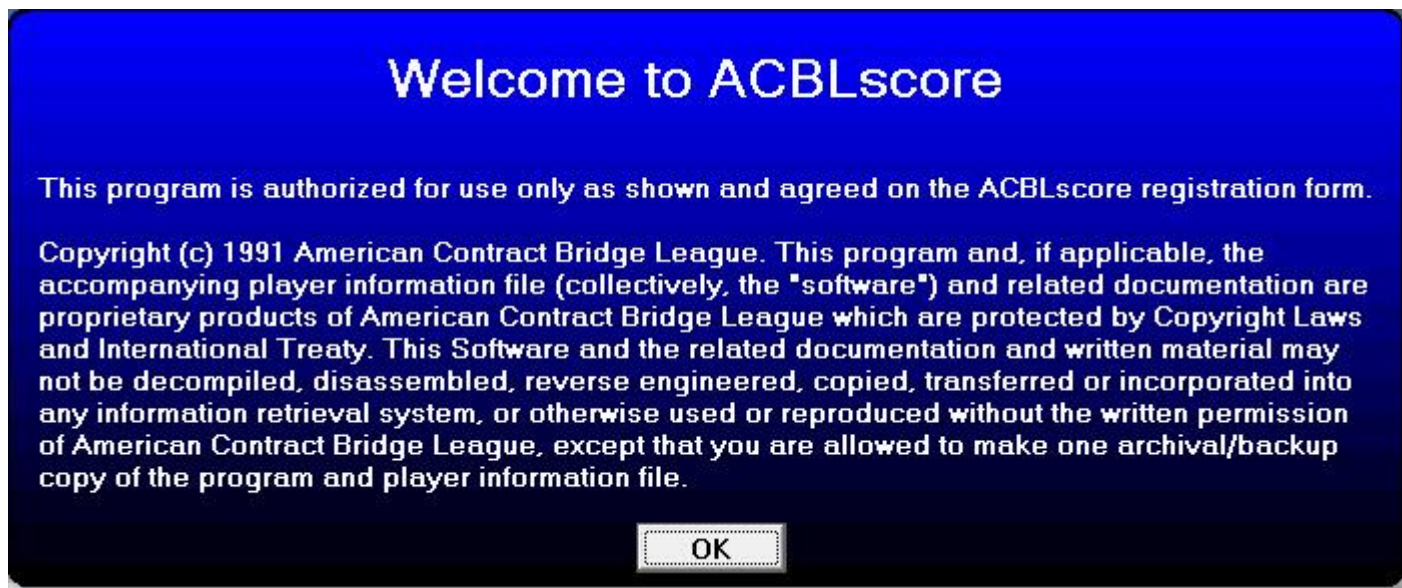 Welcome to ACBLscore
This program is authorized for use only as shown and agreed on the ACBLscore registration form.
Copyright (c) 1991 American Contract Bridge League. This program and, if applicable, the
accompanying player information file (collectively, the "software") and related documentation are
proprietary products of American Contract Bridge League which are protected by Copyright Laws
and International Treaty. This Software and the related documentation and written material may
not be decompiled, disassembled, reverse engineered, copied, transferred or incorporated into
any information retrieval system, or otherwise used or reproduced without the written permission
of American Contract Bridge League, except that you are allowed to make one archival/backup
copy of the program and player information file.
OK